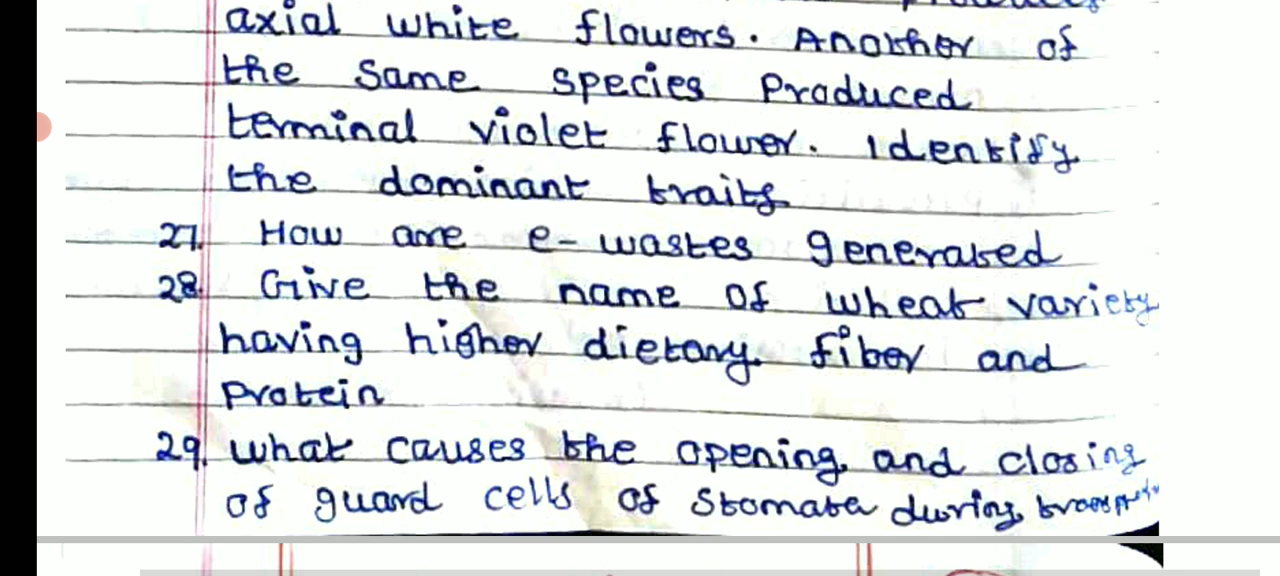 axial white flowers. Another of
the same species produced
terminal violet flower. Identify
the dominant traits
27. How are e-wastes generated
28. Give the name of wheat variety
having higher dietary fiber and
protein
29. what causes the opening and closing
of guard cells of stomata during